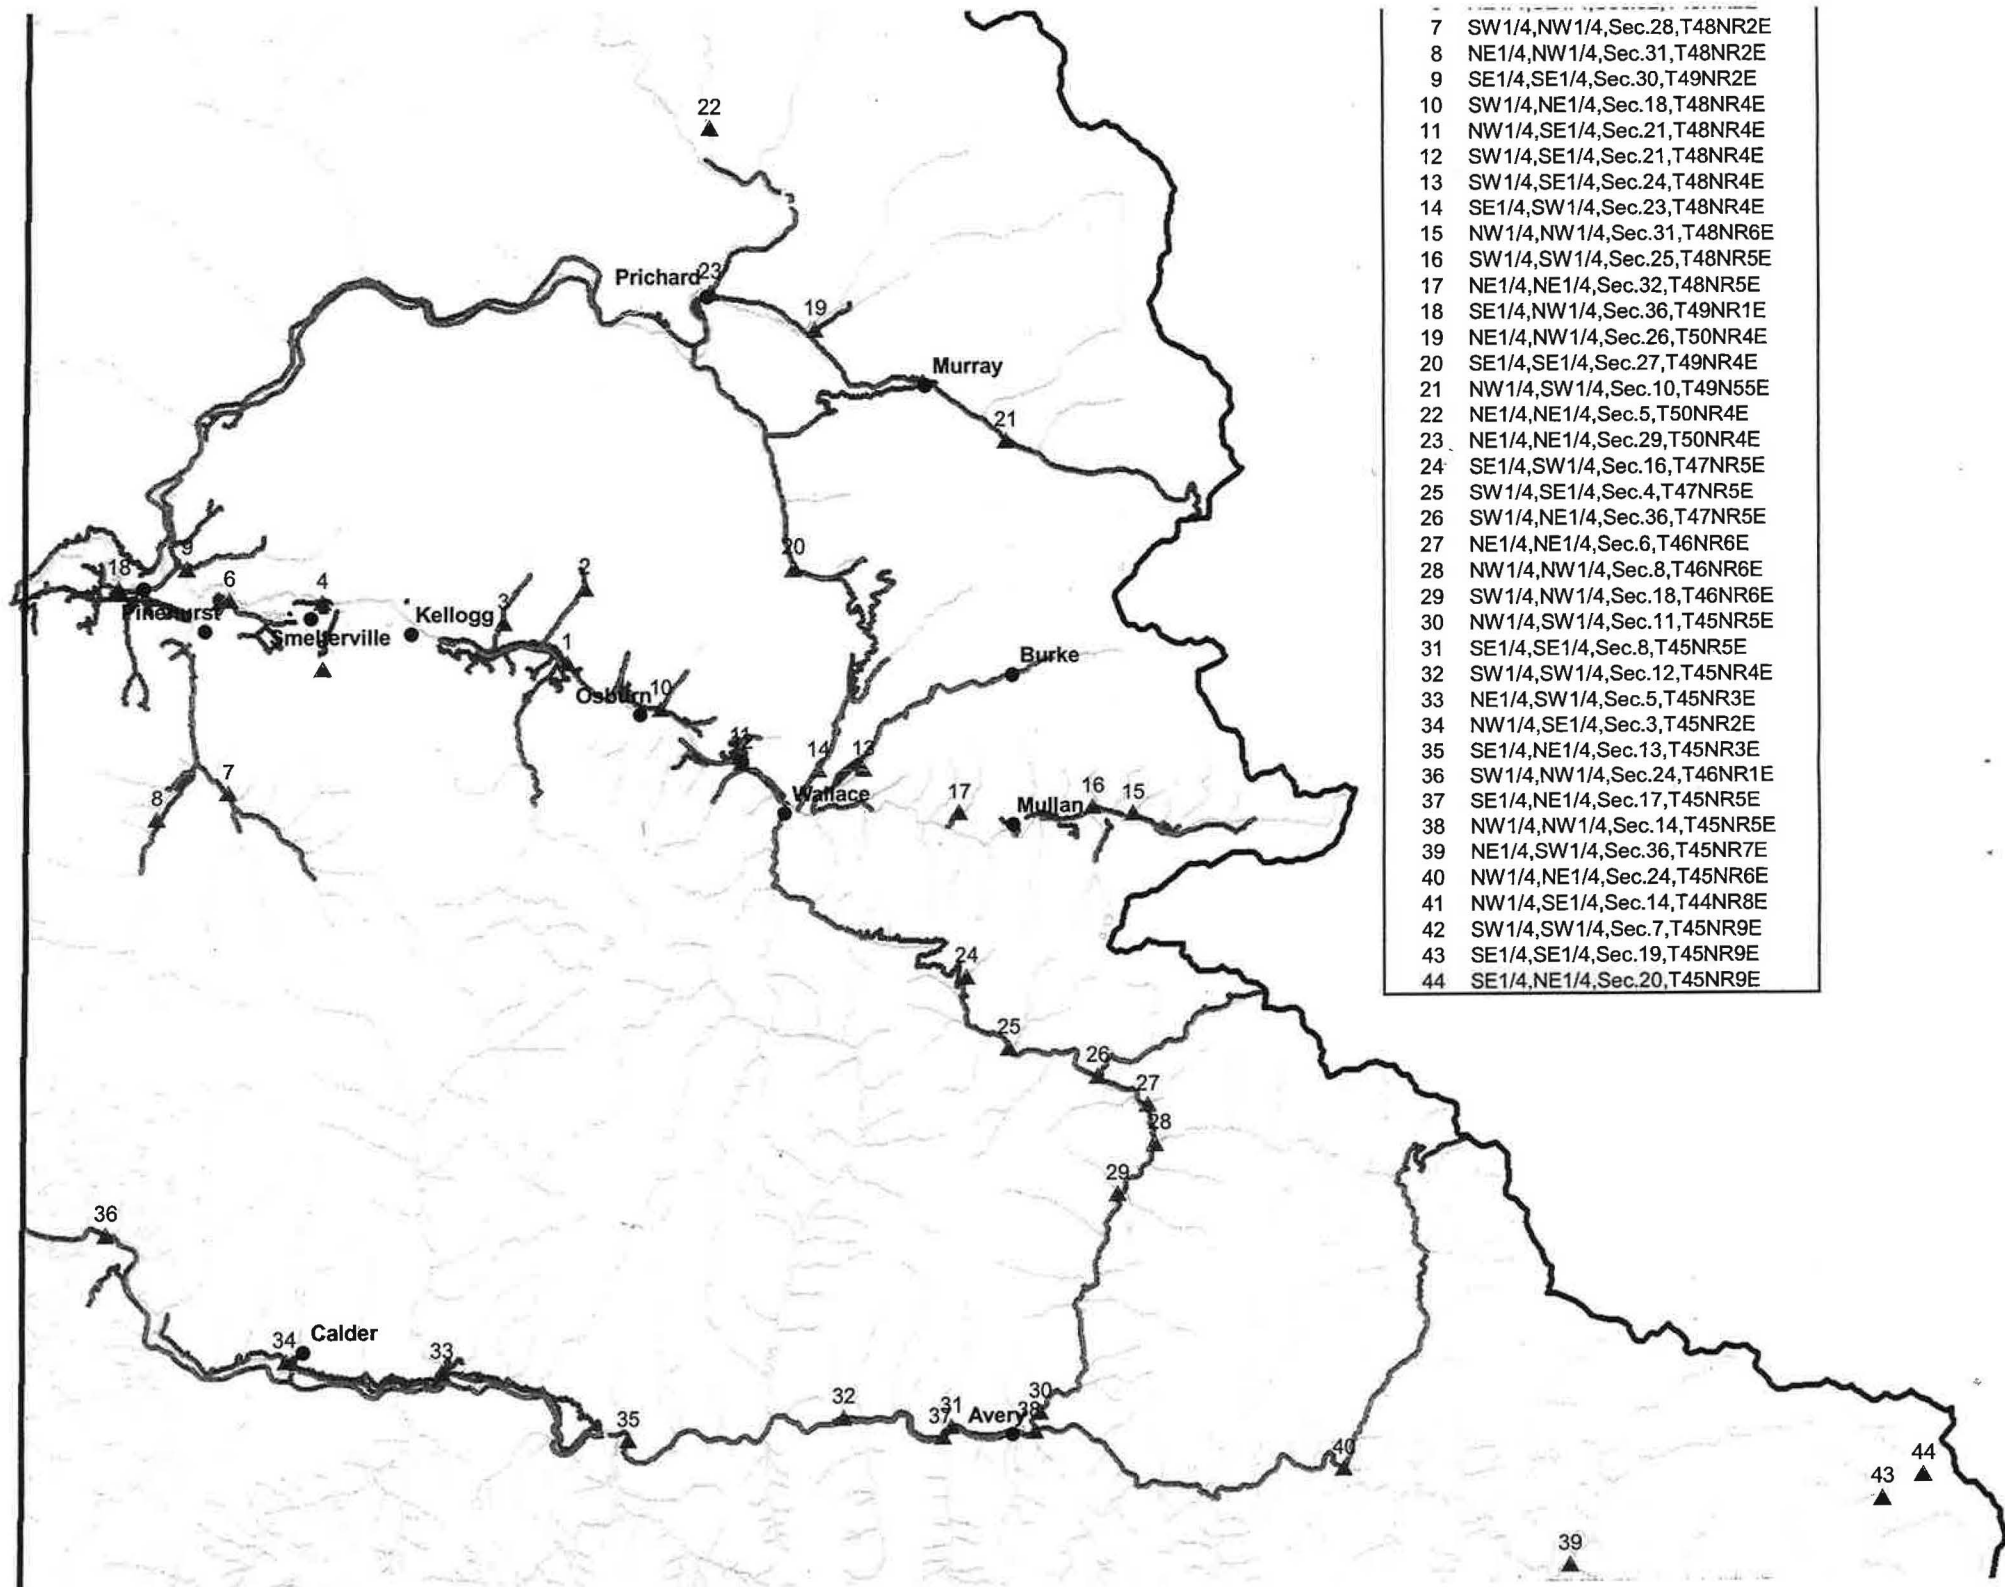 7 SW1/4,NW1/4,Sec.28,T48NR2E
8 NE1/4,NW1/4,Sec.31,T48NR2E
9 SE1/4,SE1/4,Sec.30,T49NR2E
10 SW1/4,NE1/4,Sec.18,T48NR4E
11 NW1/4,SE1/4,Sec.21,T48NR4E
12 SW1/4,SE1/4,Sec.21,T48NR4E
13 SW1/4,SE1/4,Sec.24,T48NR4E
14 SE1/4,SW1/4,Sec.23,T48NR4E
15 NW1/4,NW1/4,Sec.31,T48NR6E
16 SW1/4,SW1/4,Sec.25,T48NR5E
17 NE1/4,NE1/4,Sec.32,T48NR5E
18 SE1/4,NW1/4,Sec.36,T49NR1E
19 NE1/4,NW1/4,Sec.26,T50NR4E
20 SE1/4,SE1/4,Sec.27,T49NR4E
21 NW1/4,SW1/4,Sec.10,T49N55E
22 NE1/4,NE1/4,Sec.5,T50NR4E
23 NE1/4,NE1/4,Sec.29,T50NR4E
24 SE1/4,SW1/4,Sec.16,T47NR5E
25 SW1/4,SE1/4,Sec.4,T47NR5E
26 SW1/4,NE1/4,Sec.36,T47NR5E
27 NE1/4,NE1/4,Sec.6,T46NR6E
28 NW1/4,NW1/4,Sec.8,T46NR6E
29 SW1/4,NW1/4,Sec.18,T46NR6E
30 NW1/4,SW1/4,Sec.11,T45NR5E
31 SE1/4,SE1/4,Sec.8,T45NR5E
32 SW1/4,SW1/4,Sec.12,T45NR4E
33 NE1/4,SW1/4,Sec.5,T45NR3E
34 NW1/4,SE1/4,Sec.3,T45NR2E
35 SE1/4,NE1/4,Sec.13,T45NR3E
36 SW1/4,NW1/4,Sec.24,T46NR1E
37 SE1/4,NE1/4,Sec.17,T45NR5E
38 NW1/4,NW1/4,Sec.14,T45NR5E
39 NE1/4,SW1/4,Sec.36,T45NR7E
40 NW1/4,NE1/4,Sec.24,T45NR6E
41 NW1/4,SE1/4,Sec.14,T44NR8E
42 SW1/4,SW1/4,Sec.7,T45NR9E
43 SE1/4,SE1/4,Sec.19,T45NR9E
44 SE1/4,NE1/4,Sec.20,T45NR9E
22
Prichard 23
19
Murray
21
20
9
18
6
4
2
3
Pinehurst
Smelterville
Kellogg
1
Burke
Osburn
10
11
14
13
7
8
Wallace
17
Mullan
16
15
24
25
26
27
28
29
36
34
Calder
33
35
32
31
37
Avery
30
38
40
43
44
39